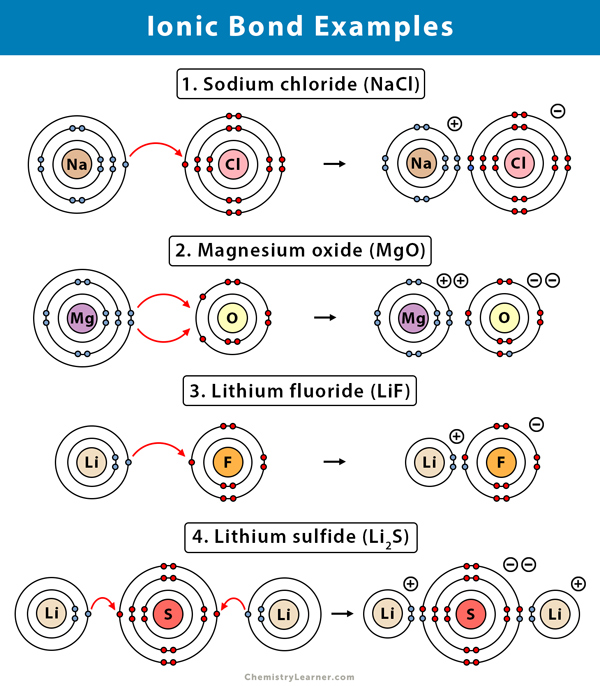 Ionic Bond Examples
1. Sodium chloride (NaCl)
Na Cl Na + Cl −
2. Magnesium oxide (MgO)
Mg O Mg + + O − −
3. Lithium fluoride (LiF)
Li F Li + F −
4. Lithium sulfide (Li₂S)
Li S Li Li + S − − Li +
ChemistryLearner.com